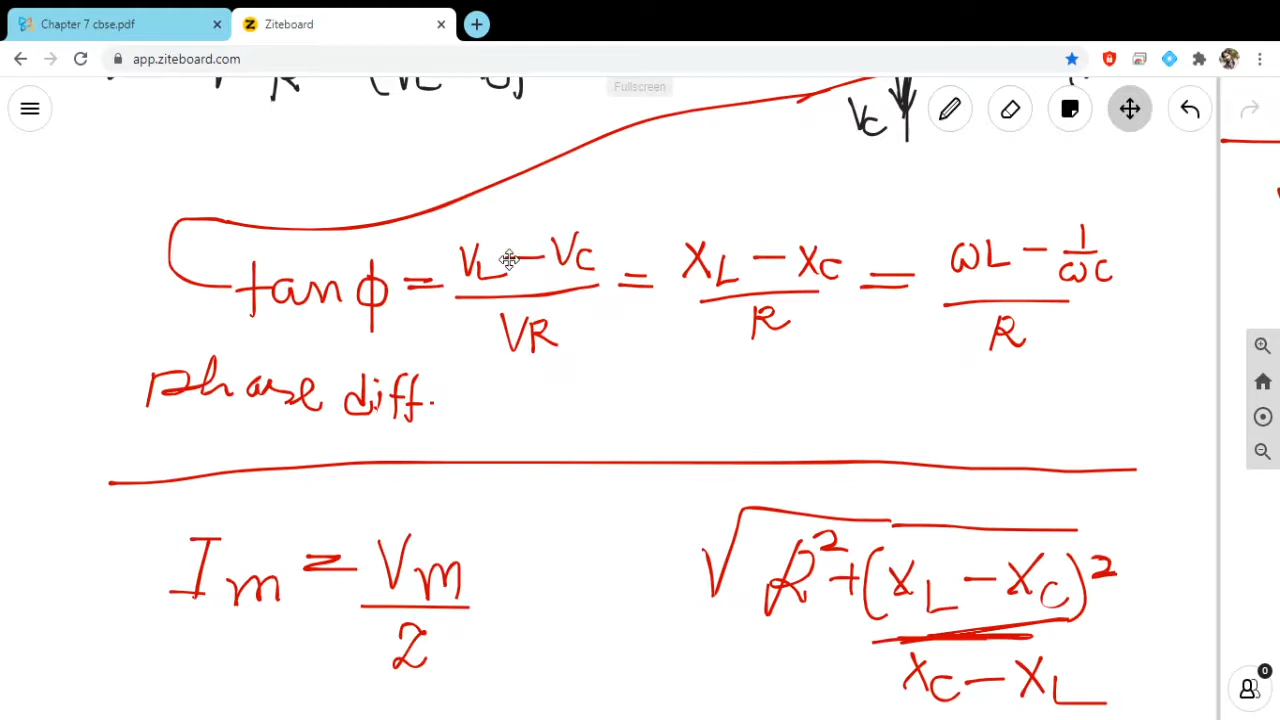 Chapter 7 cbse.pdf
Ziteboard
app.ziteboard.com
Fullscreen
Vc
tan ϕ = (VL - VC) / VR = (XL - XC) / R = (ωL - 1/ωC) / R
phase diff.
Im = Vm / Z
√(R² + (XL - XC)²)
XC - XL
0